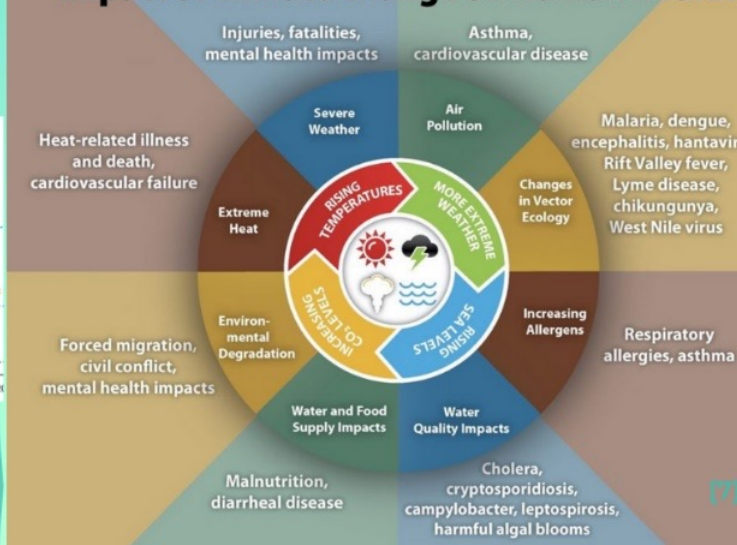 Injuries, fatalities,
mental health impacts
Asthma,
cardiovascular disease
Severe
Weather
Air
Pollution
Heat-related illness
and death,
cardiovascular failure
Malaria, dengue,
encephalitis,
Rift Valley fever,
Lyme disease,
chikungunya,
West Nile virus
Extreme
Heat
Changes
in Vector
Ecology
RISING
TEMPERATURES
MORE EXTREME
WEATHER
INCREASING
CO₂ LEVELS
RISING
SEA LEVELS
Environ-
mental
Degradation
Increasing
Allergens
Forced migration,
civil conflict,
mental health impacts
Respiratory
allergies, asthma
Water and Food
Supply Impacts
Water
Quality Impacts
Malnutrition,
diarrheal disease
Cholera,
cryptosporidiosis,
campylobacter, leptospirosis,
harmful algal blooms
[7]